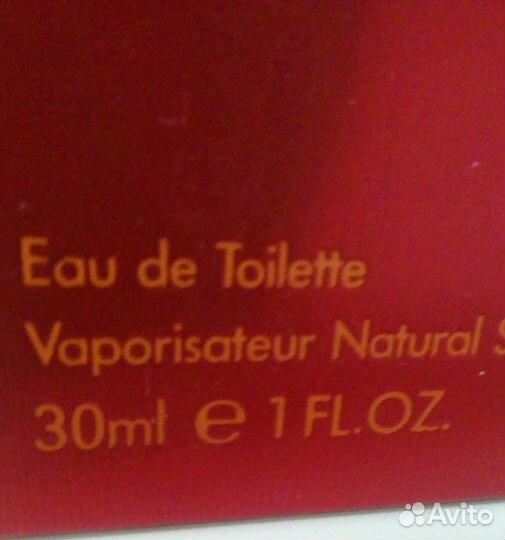 Eau de Toilette
Vaporisateur Natural S
30ml e 1 FL.OZ.
Avito